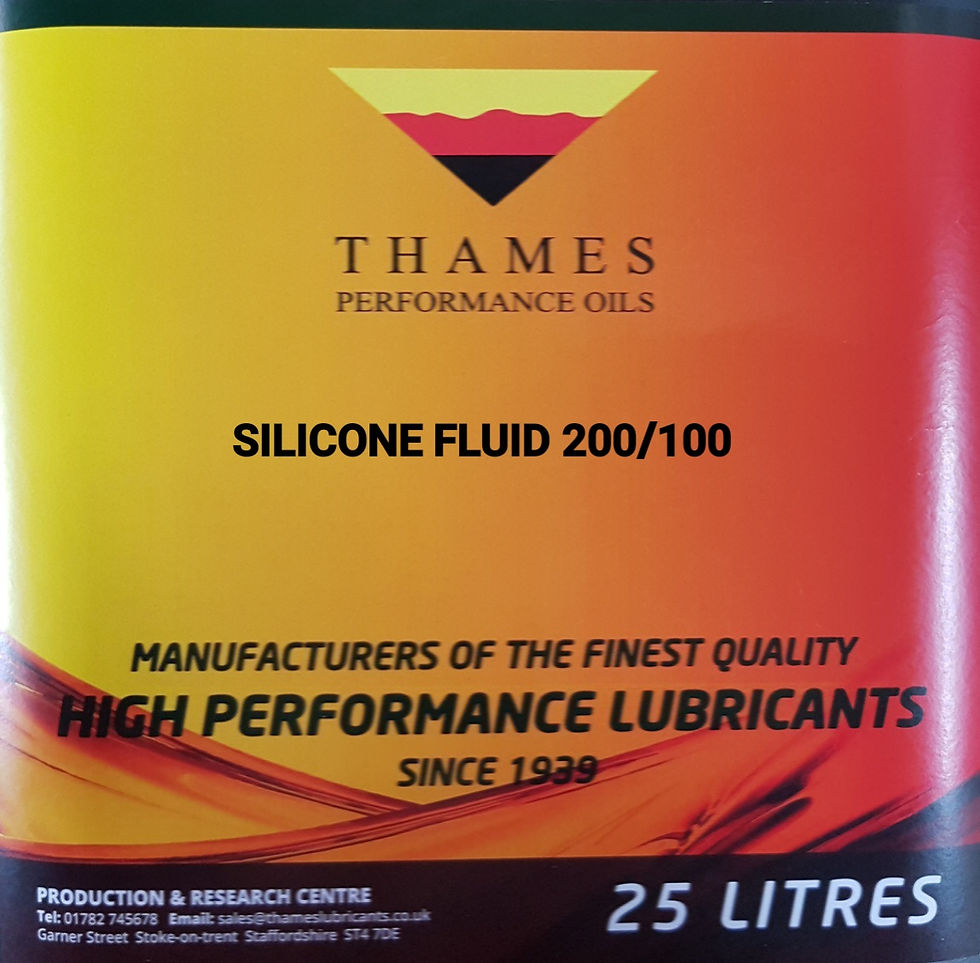 THAMES
PERFORMANCE OILS
SILICONE FLUID 200/100
MANUFACTURERS OF THE FINEST QUALITY
HIGH PERFORMANCE LUBRICANTS
SINCE 1939
PRODUCTION & RESEARCH CENTRE
Tel: 01782 745678 Email: sales@thameslubricants.co.uk
Garner Street Stoke-on-trent Staffordshire ST4 7DE
25 LITRES